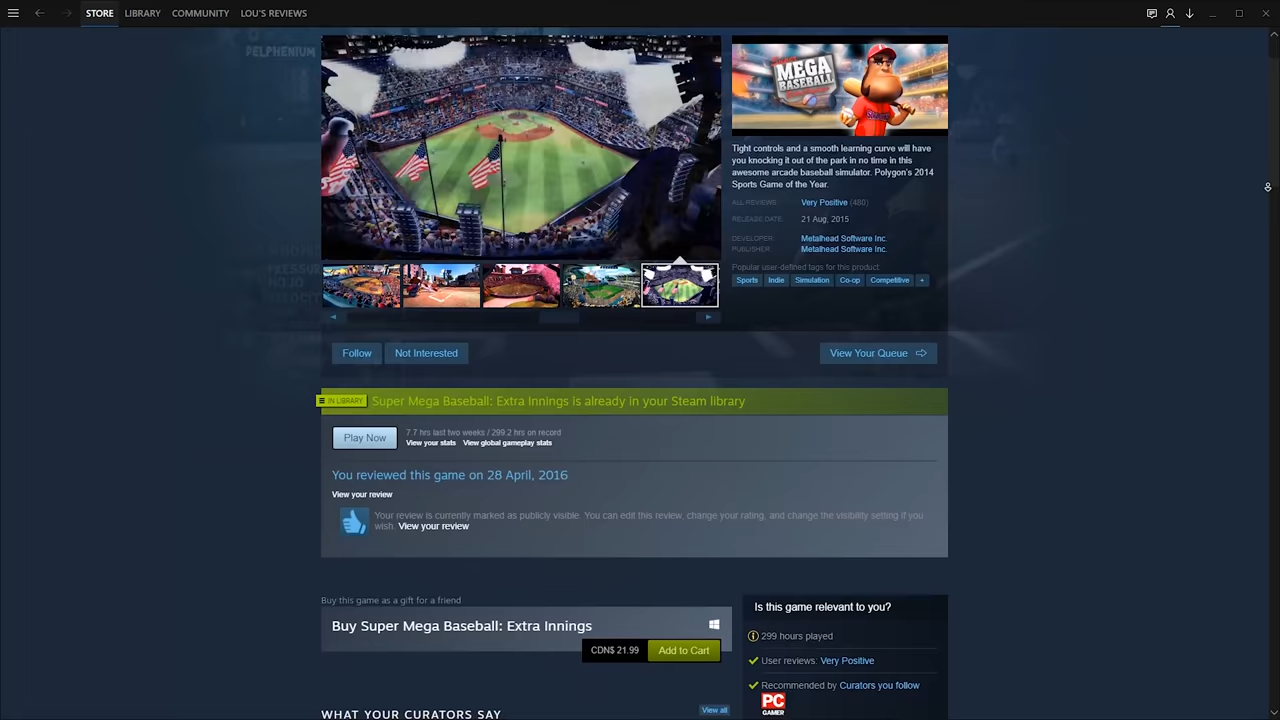 STORE LIBRARY COMMUNITY LOU'S REVIEWS
DELPHENIUM
SUPER
MEGA
BASEBALL
Tight controls and a smooth learning curve will have
you knocking it out of the park in no time in this
awesome arcade baseball simulator. Polygon's 2014
Sports Game of the Year.
ALL REVIEWS: Very Positive (480)
RELEASE DATE: 21 Aug, 2015
DEVELOPER: Metalhead Software Inc.
PUBLISHER: Metalhead Software Inc.
Popular user-defined tags for this product:
Sports Indie Simulation Co-op Competitive +
Follow Not Interested View Your Queue
IN LIBRARY Super Mega Baseball: Extra Innings is already in your Steam library
Play Now
7.7 hrs last two weeks / 299.2 hrs on record
View your stats View global gameplay stats
You reviewed this game on 28 April, 2016
View your review
Your review is currently marked as publicly visible. You can edit this review, change your rating, and change the visibility setting if you
wish. View your review
Buy this game as a gift for a friend
Buy Super Mega Baseball: Extra Innings
CDN$ 21.99 Add to Cart
Is this game relevant to you?
299 hours played
User reviews: Very Positive
Recommended by Curators you follow
PC
GAMER
WHAT YOUR CURATORS SAY View all